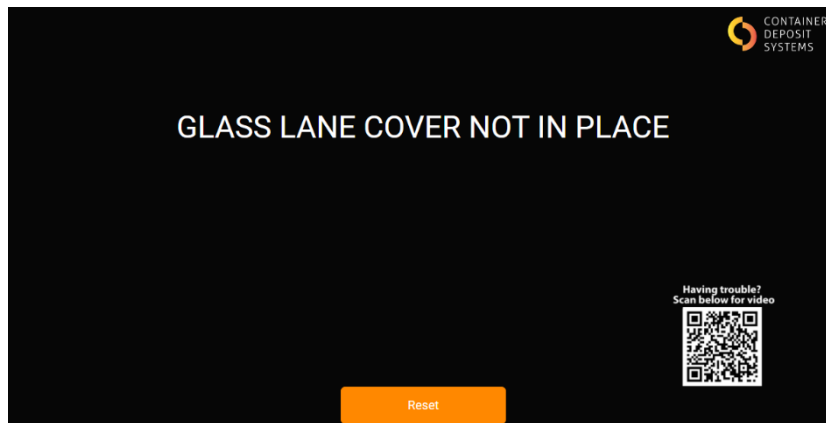 CONTAINER
DEPOSIT
SYSTEMS
GLASS LANE COVER NOT IN PLACE
Having trouble?
Scan below for video
Reset